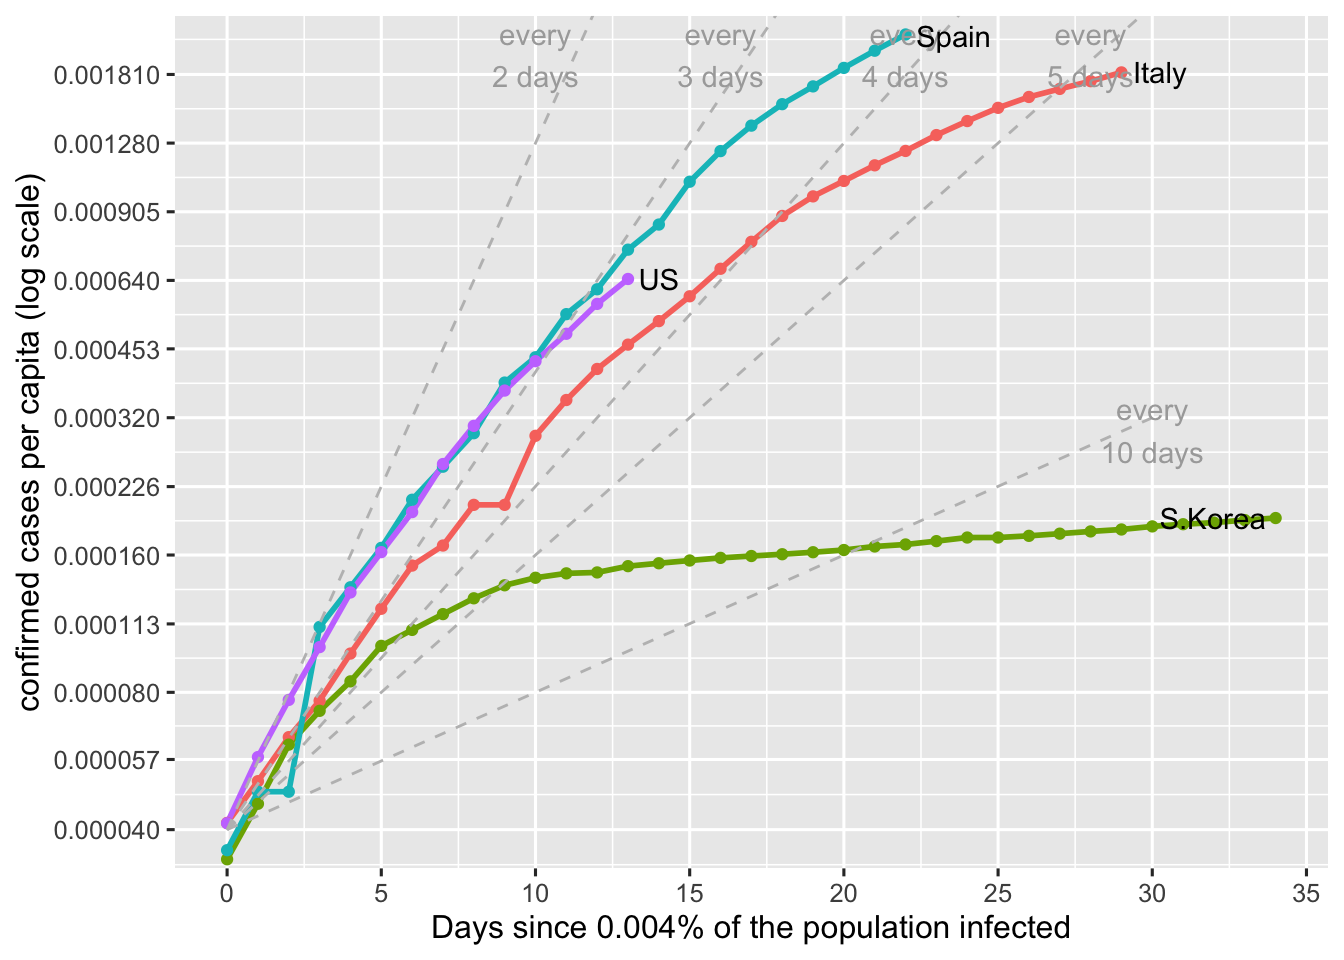 every
2 days
every
3 days
every
4 days
every
5 days
Spain
Italy
US
every
10 days
S.Korea
0.001810
0.001280
0.000905
0.000640
0.000453
0.000320
0.000226
0.000160
0.000113
0.000080
0.000057
0.000040
confirmed cases per capita (log scale)
0 5 10 15 20 25 30 35
Days since 0.004% of the population infected